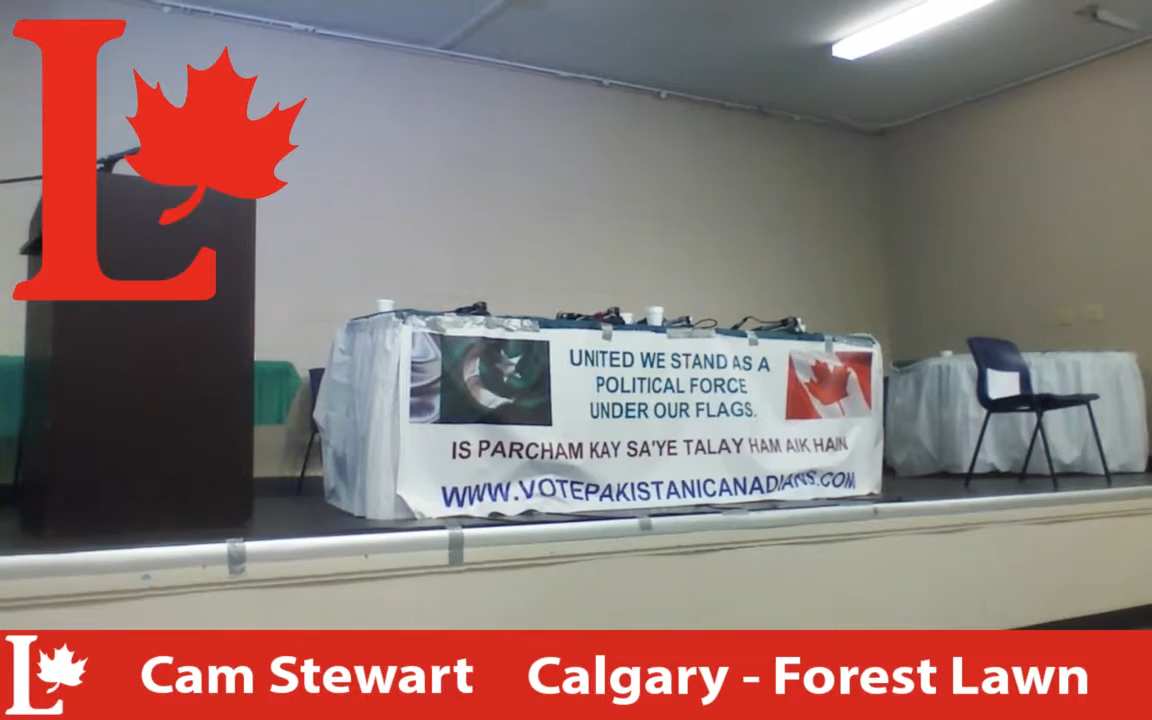 L
UNITED WE STAND AS A
POLITICAL FORCE
UNDER OUR FLAGS.
IS PARCHAM KAY SA'YE TALAY HAM AIK HAIN
WWW.VOTEPAKISTANICANADIANS.COM
L Cam Stewart Calgary - Forest Lawn